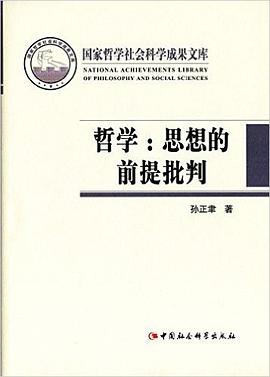 国家哲学社会科学成果文库
NATIONAL ACHIEVEMENTS LIBRARY
OF PHILOSOPHY AND SOCIAL SCIENCES
哲学：思想的
前提批判
孙正聿 著
中国社会科学出版社